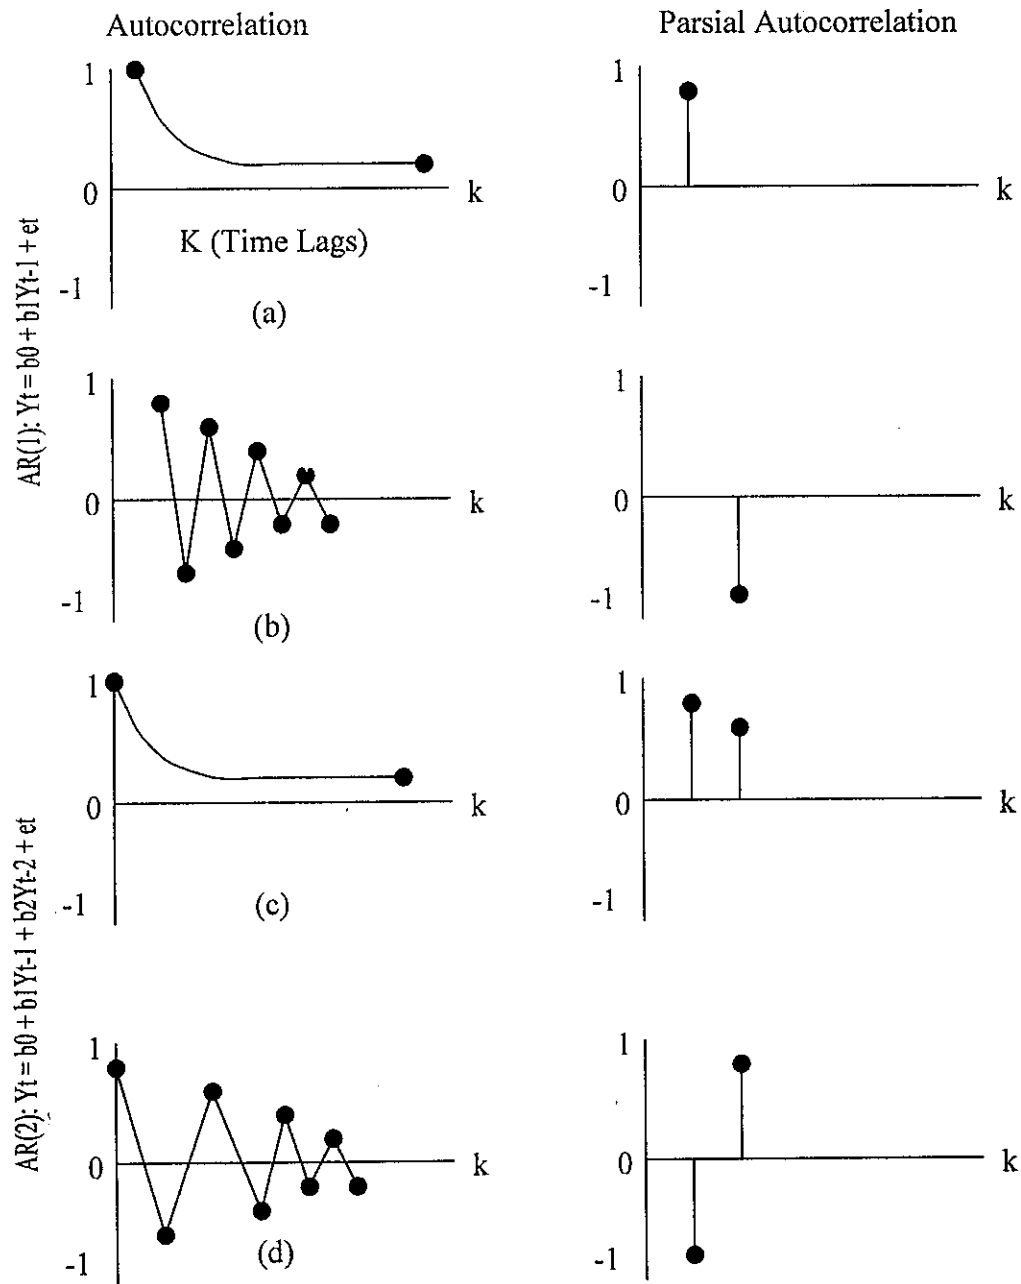 Autocorrelation
Parsial Autocorrelation
1
0
-1
k
K (Time Lags)
(a)
1
0
-1
k
AR(1): Yt = b0 + b1Yt-1 + et
1
0
-1
k
(b)
1
0
-1
k
1
0
-1
k
(c)
1
0
-1
k
AR(2): Yt = b0 + b1Yt-1 + b2Yt-2 + et
1
0
-1
k
(d)
1
0
-1
k